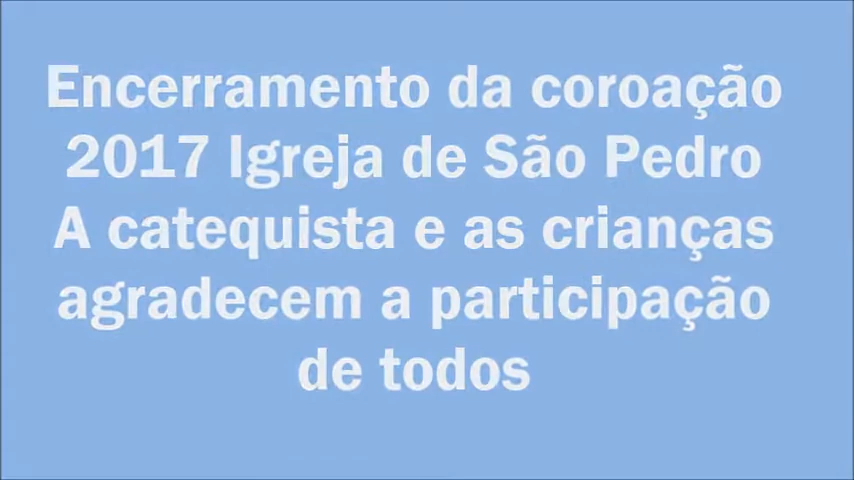 Encerramento da coroação
2017 Igreja de São Pedro
A catequista e as crianças
agradecem a participação
de todos